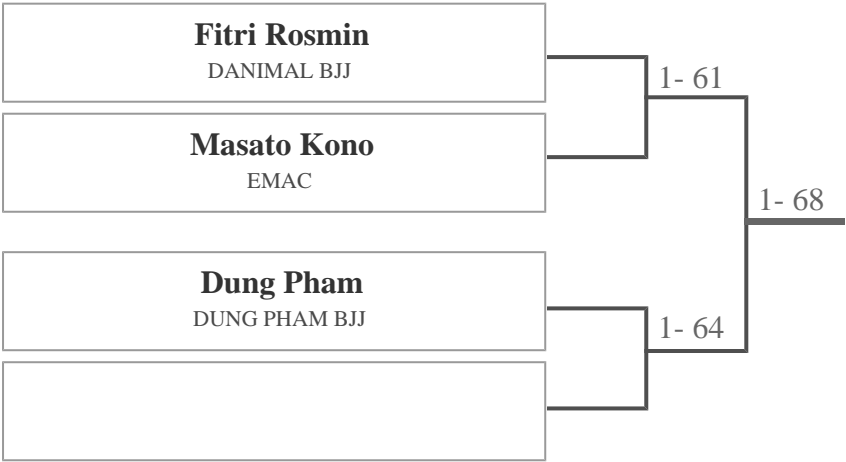 Fitri Rosmin
DANIMAL BJJ
1- 61
Masato Kono
EMAC
1- 68
Dung Pham
DUNG PHAM BJJ
1- 64